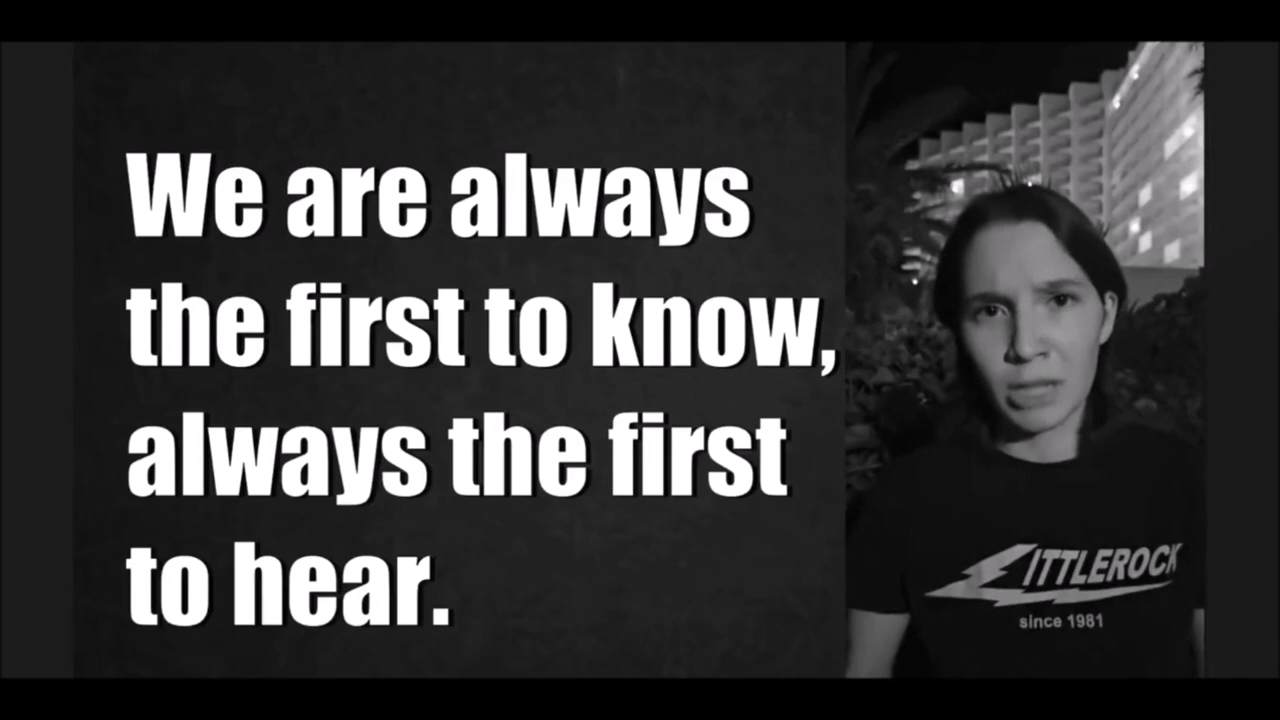 We are always
the first to know,
always the first
to hear.
LITTLEROCK
since 1981